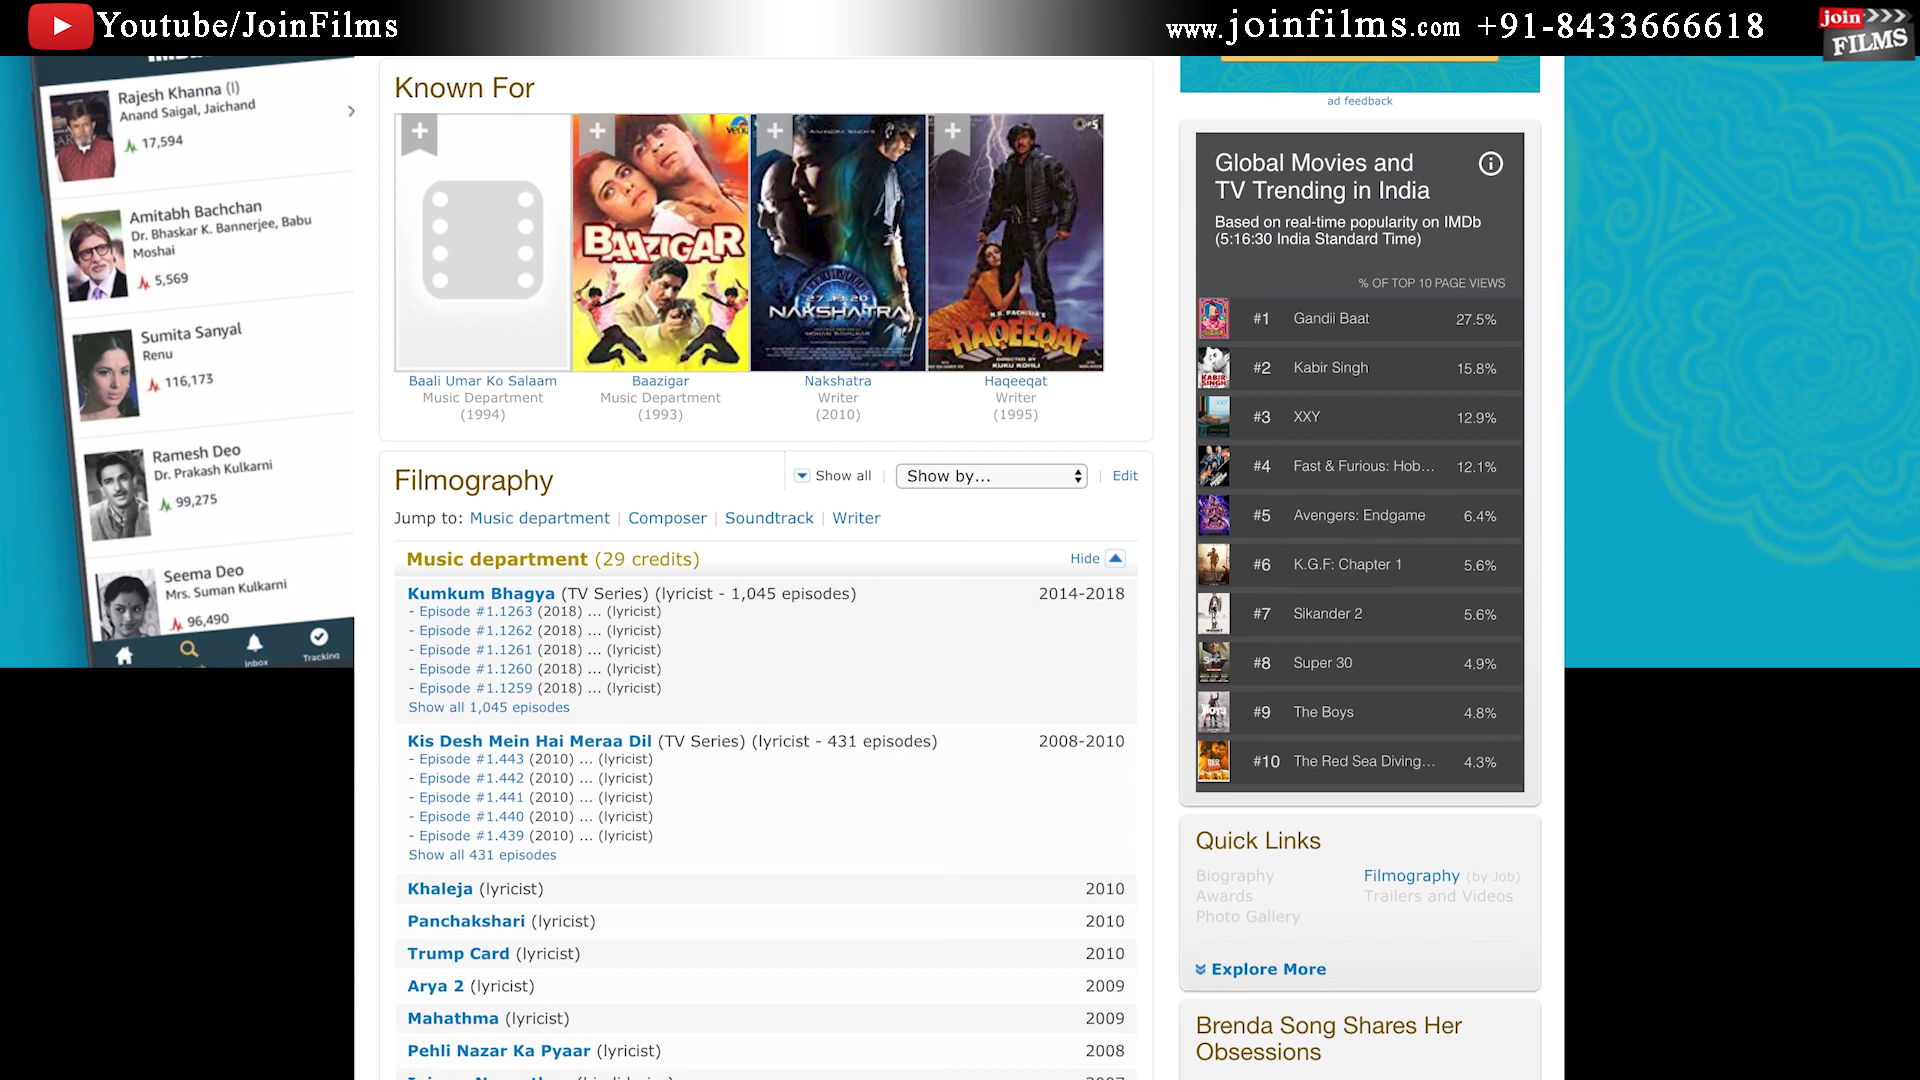 Youtube/JoinFilms
www.joinfilms.com +91-8433666618
join
FILMS
Rajesh Khanna (I)
Anand Saigal, Jaichand
17,594
Amitabh Bachchan
Dr. Bhaskar K. Bannerjee, Babu
Moshai
5,569
Sumita Sanyal
Renu
116,173
Ramesh Deo
Dr. Prakash Kulkarni
99,275
Seema Deo
Mrs. Suman Kulkarni
96,490
Inbox
Tracking
Known For
BAAZIGAR
NAKSHATRA
HAQEEQAT
DIRECTED BY
KUKU KOHLI
Baali Umar Ko Salaam
Music Department
(1994)
Baazigar
Music Department
(1993)
Nakshatra
Writer
(2010)
Haqeeqat
Writer
(1995)
Filmography
Show all | Show by... | Edit
Jump to: Music department | Composer | Soundtrack | Writer
Music department (29 credits) Hide
Kumkum Bhagya (TV Series) (lyricist - 1,045 episodes) 2014-2018
- Episode #1.1263 (2018) ... (lyricist)
- Episode #1.1262 (2018) ... (lyricist)
- Episode #1.1261 (2018) ... (lyricist)
- Episode #1.1260 (2018) ... (lyricist)
- Episode #1.1259 (2018) ... (lyricist)
Show all 1,045 episodes
Kis Desh Mein Hai Meraa Dil (TV Series) (lyricist - 431 episodes) 2008-2010
- Episode #1.443 (2010) ... (lyricist)
- Episode #1.442 (2010) ... (lyricist)
- Episode #1.441 (2010) ... (lyricist)
- Episode #1.440 (2010) ... (lyricist)
- Episode #1.439 (2010) ... (lyricist)
Show all 431 episodes
Khaleja (lyricist) 2010
Panchakshari (lyricist) 2010
Trump Card (lyricist) 2010
Arya 2 (lyricist) 2009
Mahathma (lyricist) 2009
Pehli Nazar Ka Pyaar (lyricist) 2008
ad feedback
Global Movies and
TV Trending in India
Based on real-time popularity on IMDb
(5:16:30 India Standard Time)
% OF TOP 10 PAGE VIEWS
#1 Gandii Baat 27.5%
#2 Kabir Singh 15.8%
#3 XXY 12.9%
#4 Fast & Furious: Hob... 12.1%
#5 Avengers: Endgame 6.4%
#6 K.G.F: Chapter 1 5.6%
#7 Sikander 2 5.6%
#8 Super 30 4.9%
#9 The Boys 4.8%
#10 The Red Sea Diving... 4.3%
Quick Links
Biography
Awards
Photo Gallery
Filmography (by Job)
Trailers and Videos
Explore More
Brenda Song Shares Her
Obsessions